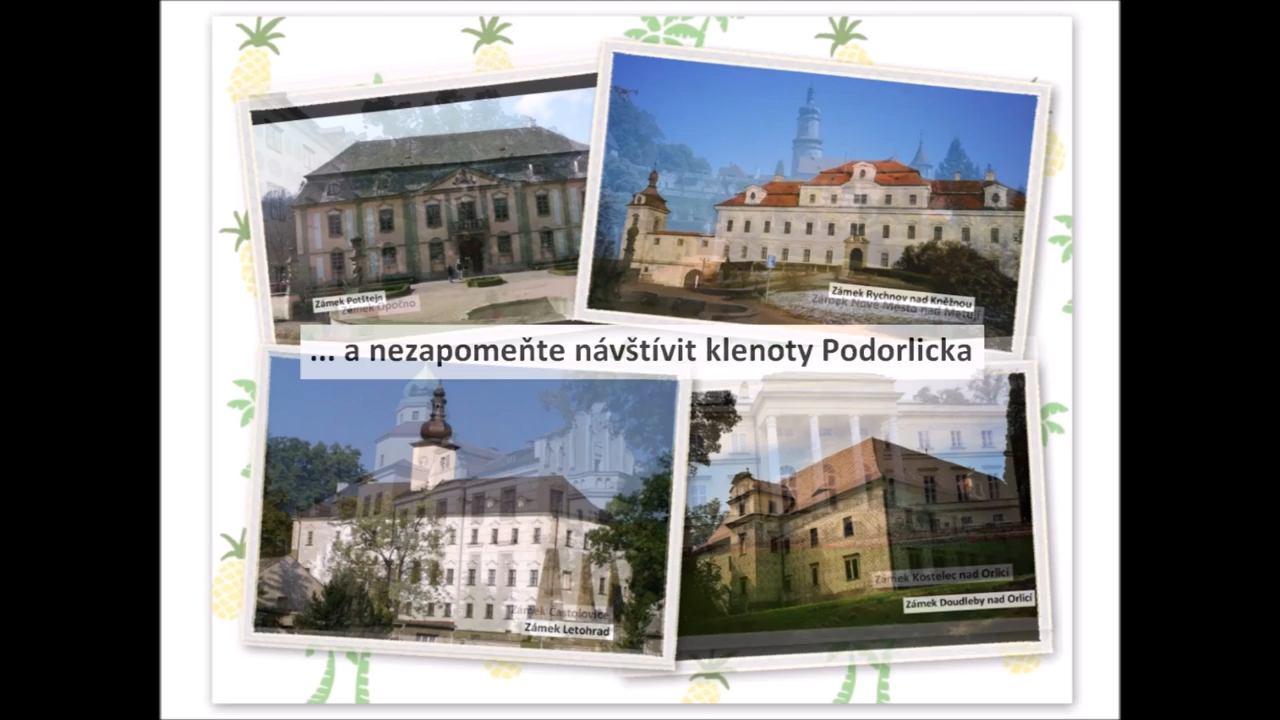 Zámek Potštejn
Zámek Opočno
Zámek Rychnov nad Kněžnou
Zámek Nové Město nad Metují
... a nezapomeňte návštívit klenoty Podorlicka
Zámek Častolovice
Zámek Letohrad
Zámek Kostelec nad Orlicí
Zámek Doudleby nad Orlicí